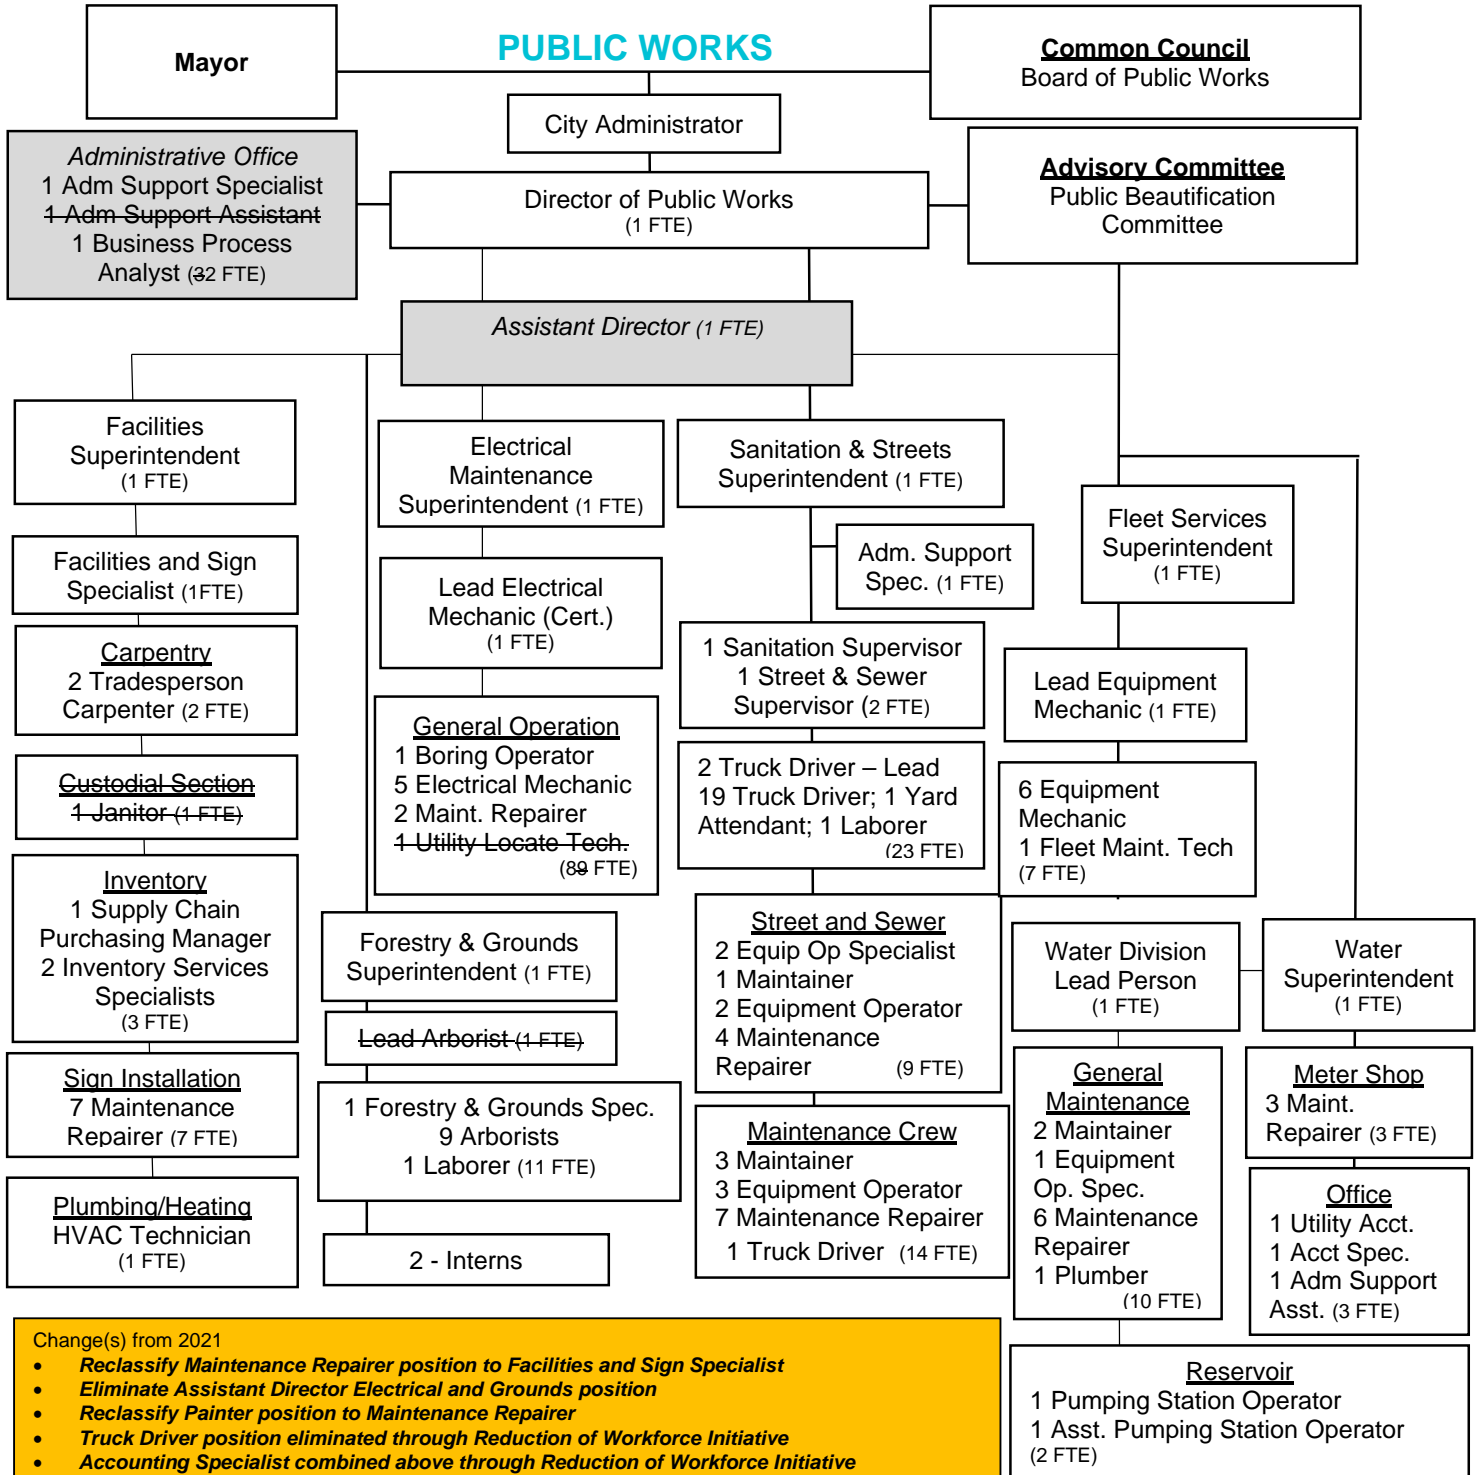 PUBLIC WORKS
Mayor
Common Council
Board of Public Works
City Administrator
Administrative Office
1 Adm Support Specialist
1 Adm Support Assistant
1 Business Process
Analyst (32 FTE)
Director of Public Works
(1 FTE)
Advisory Committee
Public Beautification
Committee
Assistant Director (1 FTE)
Facilities
Superintendent
(1 FTE)
Facilities and Sign
Specialist (1FTE)
Carpentry
2 Tradesperson
Carpenter (2 FTE)
Custodial Section
1 Janitor (1 FTE)
Inventory
1 Supply Chain
Purchasing Manager
2 Inventory Services
Specialists
(3 FTE)
Sign Installation
7 Maintenance
Repairer (7 FTE)
Plumbing/Heating
HVAC Technician
(1 FTE)
Electrical
Maintenance
Superintendent (1 FTE)
Lead Electrical
Mechanic (Cert.)
(1 FTE)
General Operation
1 Boring Operator
5 Electrical Mechanic
2 Maint. Repairer
1 Utility Locate Tech.
(89 FTE)
Forestry & Grounds
Superintendent (1 FTE)
Lead Arborist (1 FTE)
1 Forestry & Grounds Spec.
9 Arborists
1 Laborer (11 FTE)
2 - Interns
Sanitation & Streets
Superintendent (1 FTE)
Adm. Support
Spec. (1 FTE)
1 Sanitation Supervisor
1 Street & Sewer
Supervisor (2 FTE)
2 Truck Driver – Lead
19 Truck Driver; 1 Yard
Attendant; 1 Laborer
(23 FTE)
Street and Sewer
2 Equip Op Specialist
1 Maintainer
2 Equipment Operator
4 Maintenance
Repairer (9 FTE)
Maintenance Crew
3 Maintainer
3 Equipment Operator
7 Maintenance Repairer
1 Truck Driver (14 FTE)
Fleet Services
Superintendent
(1 FTE)
Lead Equipment
Mechanic (1 FTE)
6 Equipment
Mechanic
1 Fleet Maint. Tech
(7 FTE)
Water Division
Lead Person
(1 FTE)
Water
Superintendent
(1 FTE)
General
Maintenance
2 Maintainer
1 Equipment
Op. Spec.
6 Maintenance
Repairer
1 Plumber
(10 FTE)
Meter Shop
3 Maint.
Repairer (3 FTE)
Office
1 Utility Acct.
1 Acct Spec.
1 Adm Support
Asst. (3 FTE)
Reservoir
1 Pumping Station Operator
1 Asst. Pumping Station Operator
(2 FTE)
Change(s) from 2021
• Reclassify Maintenance Repairer position to Facilities and Sign Specialist
• Eliminate Assistant Director Electrical and Grounds position
• Reclassify Painter position to Maintenance Repairer
• Truck Driver position eliminated through Reduction of Workforce Initiative
• Accounting Specialist combined above through Reduction of Workforce Initiative